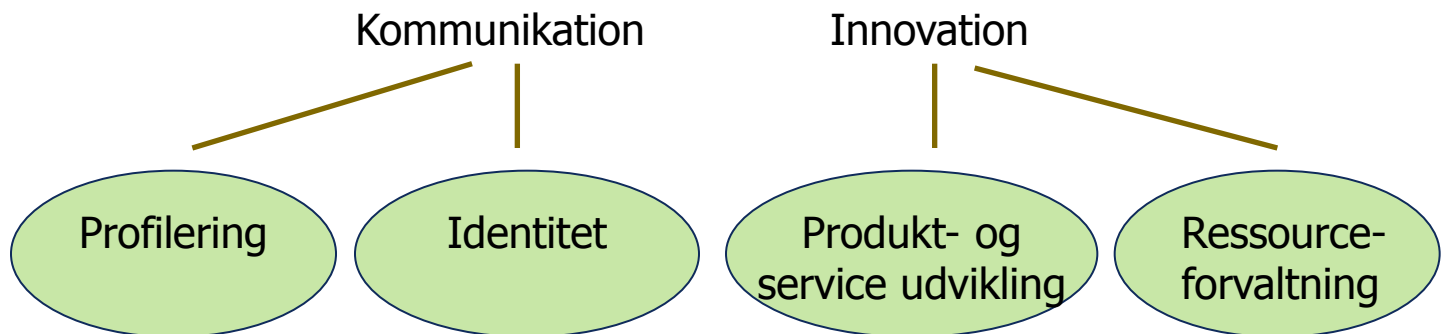 Kommunikation
Innovation
Profilering
Identitet
Produkt- og
service udvikling
Ressource-
forvaltning